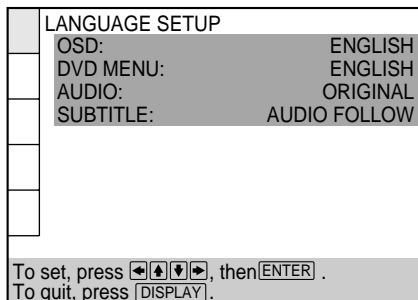 LANGUAGE SETUP
OSD: ENGLISH
DVD MENU: ENGLISH
AUDIO: ORIGINAL
SUBTITLE: AUDIO FOLLOW
To set, press ←↑↓→, then ENTER .
To quit, press DISPLAY.